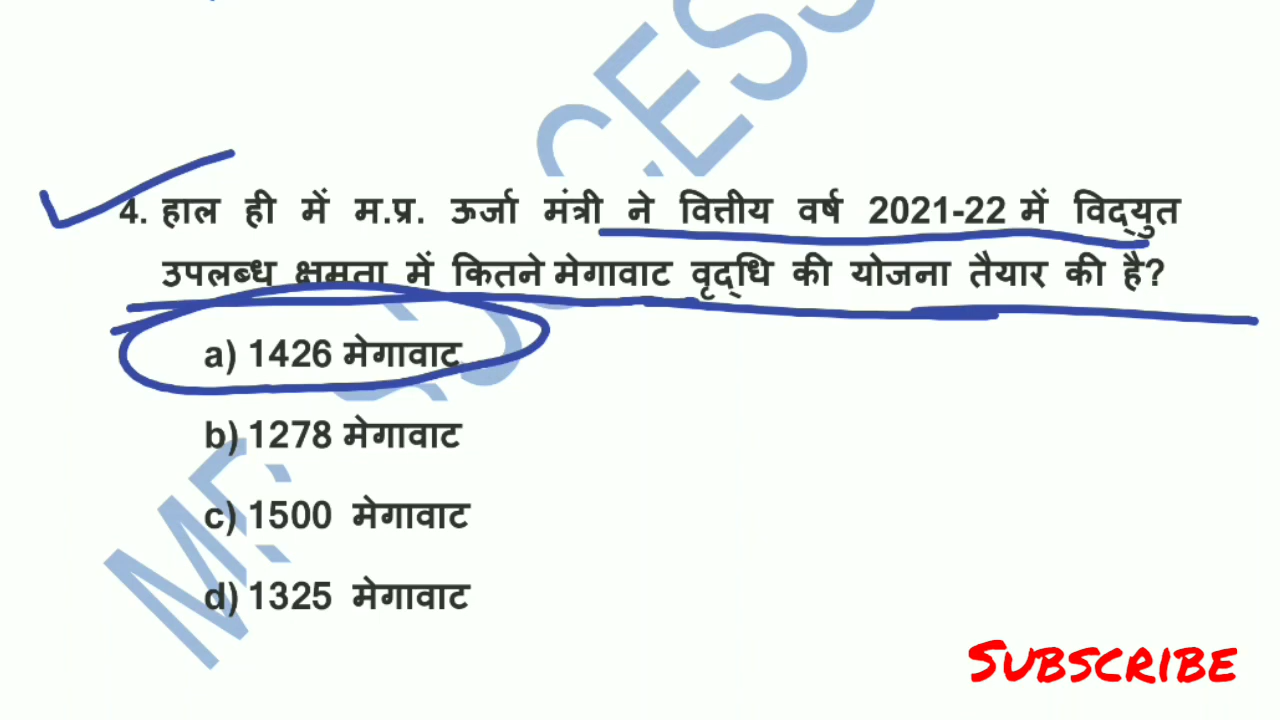 4. हाल ही में म.प्र. ऊर्जा मंत्री ने वित्तीय वर्ष 2021-22 में विद्युत
उपलब्ध क्षमता में कितने मेगावाट वृद्धि की योजना तैयार की है?
a) 1426 मेगावाट
b) 1278 मेगावाट
c) 1500 मेगावाट
d) 1325 मेगावाट
SUBSCRIBE